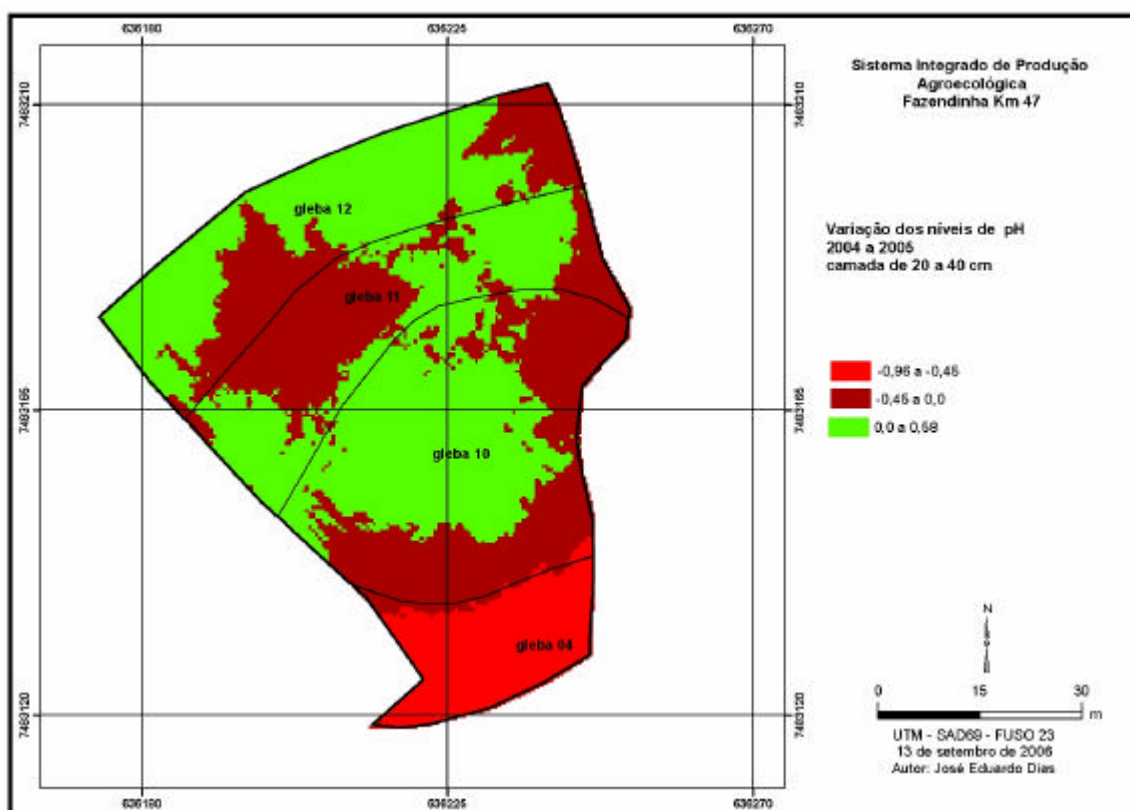 636180 636225 636270
Sistema Integrado de Produção
Agroecológica
Fazendinha Km 47
7483210 7483210
gleba 12
Variação dos níveis de pH
2004 a 2005
camada de 20 a 40 cm
gleba 11
-0,96 a -0,45
-0,45 a 0,0
0,0 a 0,58
7483165 7483165
gleba 10
N
gleba 04
0 15 30
m
7483120 7483120
UTM - SAD69 - FUSO 23
13 de setembro de 2006
Autor: José Eduardo Dias
636180 636225 636270